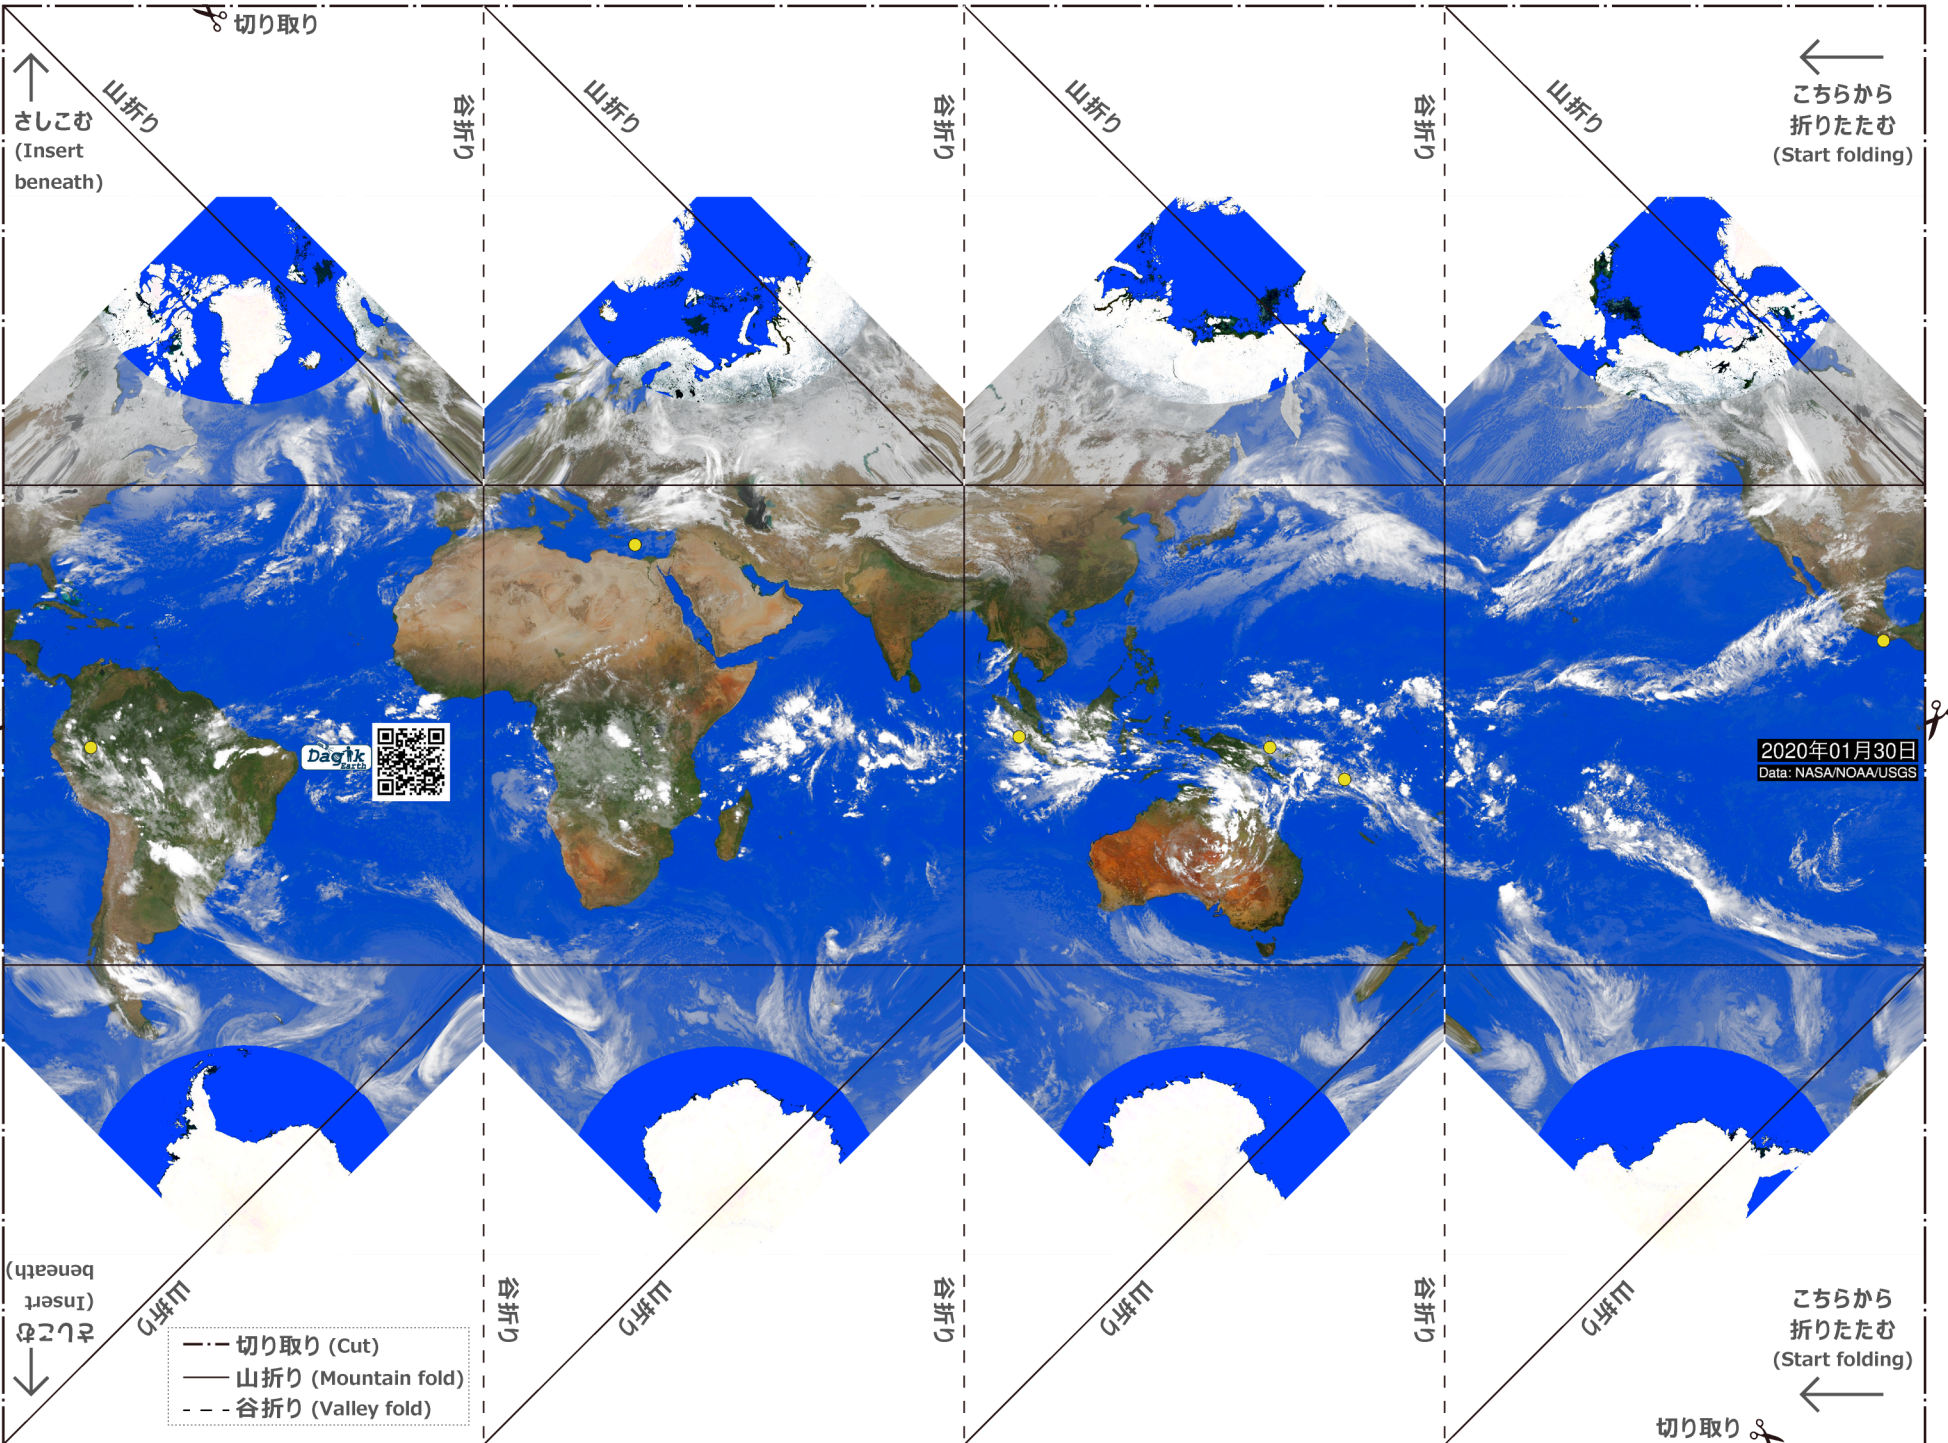 切り取り
山折り
谷折り
山折り
谷折り
山折り
谷折り
山折り
さしこむ
(Insert
beneath)
こちらから
折りたたむ
(Start folding)
Dagik
Earth
2020年01月30日
Data: NASA/NOAA/USGS
さしこむ
(Insert
beneath)
山折り
谷折り
山折り
谷折り
山折り
谷折り
山折り
こちらから
折りたたむ
(Start folding)
切り取り (Cut)
山折り (Mountain fold)
谷折り (Valley fold)
切り取り